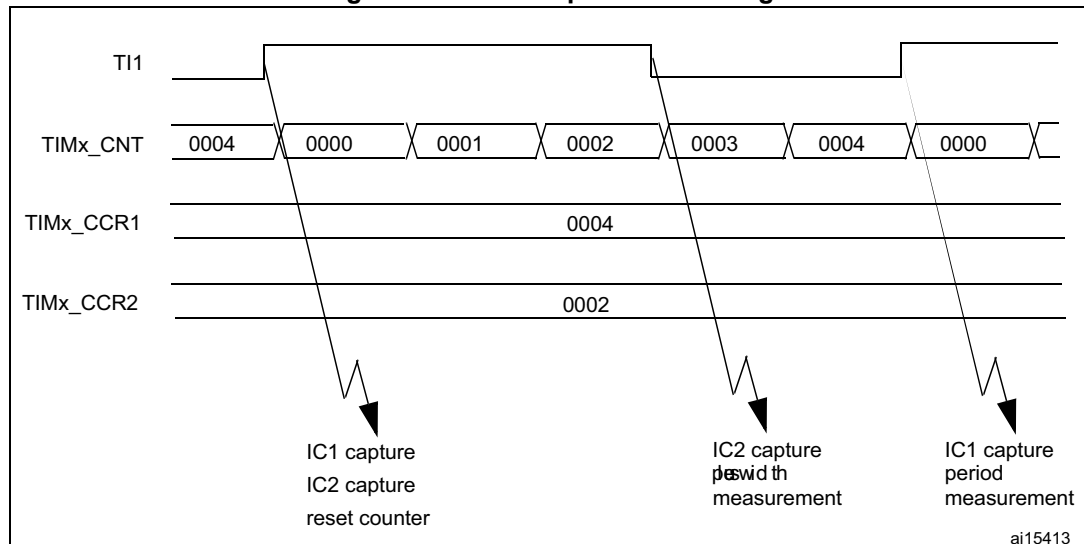 TI1
TIMx_CNT 0004 0000 0001 0002 0003 0004 0000
TIMx_CCR1 0004
TIMx_CCR2 0002
IC1 capture
IC2 capture
reset counter
IC2 capture
measurement
IC1 capture
period
measurement
ai15413